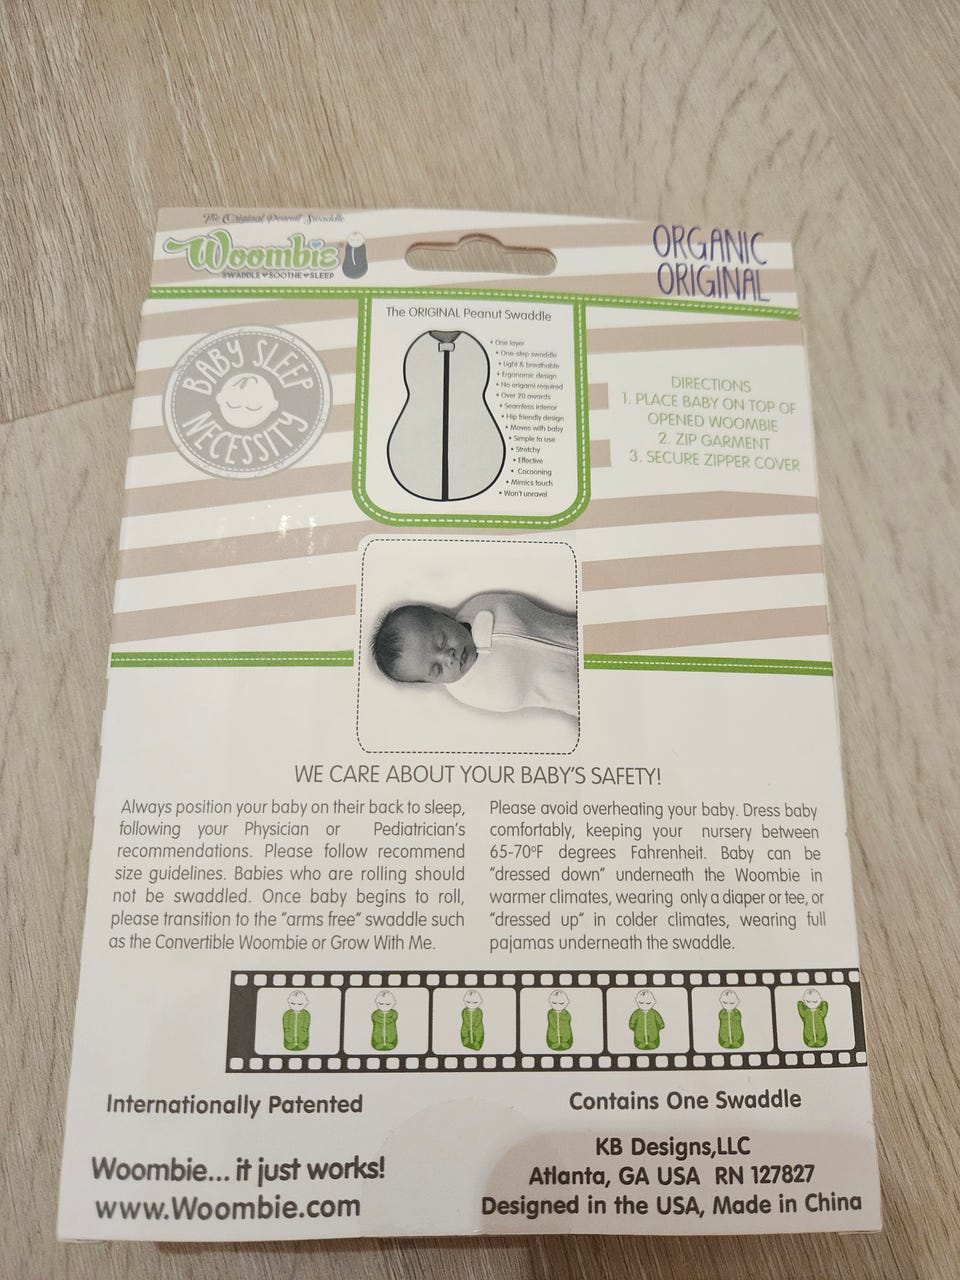 The Original Peanut Swaddle
Woombie
SWADDLE ♥ SOOTHE ♥ SLEEP
ORGANIC
ORIGINAL
BABY SLEEP
NECESSITY
The ORIGINAL Peanut Swaddle
• One layer
• One-step swaddle
• Light & breathable
• Ergonomic design
• No origami required
• Over 20 awards
• Seamless interior
• Hip friendly design
• Moves with baby
• Simple to use
• Stretchy
• Effective
• Cocooning
• Mimics touch
• Won't unravel
DIRECTIONS
1. PLACE BABY ON TOP OF
OPENED WOOMBIE
2. ZIP GARMENT
3. SECURE ZIPPER COVER
WE CARE ABOUT YOUR BABY'S SAFETY!
Always position your baby on their back to sleep,
following your Physician or Pediatrician's
recommendations. Please follow recommend
size guidelines. Babies who are rolling should
not be swaddled. Once baby begins to roll,
please transition to the "arms free" swaddle such
as the Convertible Woombie or Grow With Me.
Please avoid overheating your baby. Dress baby
comfortably, keeping your nursery between
65-70ºF degrees Fahrenheit. Baby can be
"dressed down" underneath the Woombie in
warmer climates, wearing only a diaper or tee, or
"dressed up" in colder climates, wearing full
pajamas underneath the swaddle.
Internationally Patented
Contains One Swaddle
Woombie... it just works!
www.Woombie.com
KB Designs,LLC
Atlanta, GA USA RN 127827
Designed in the USA, Made in China